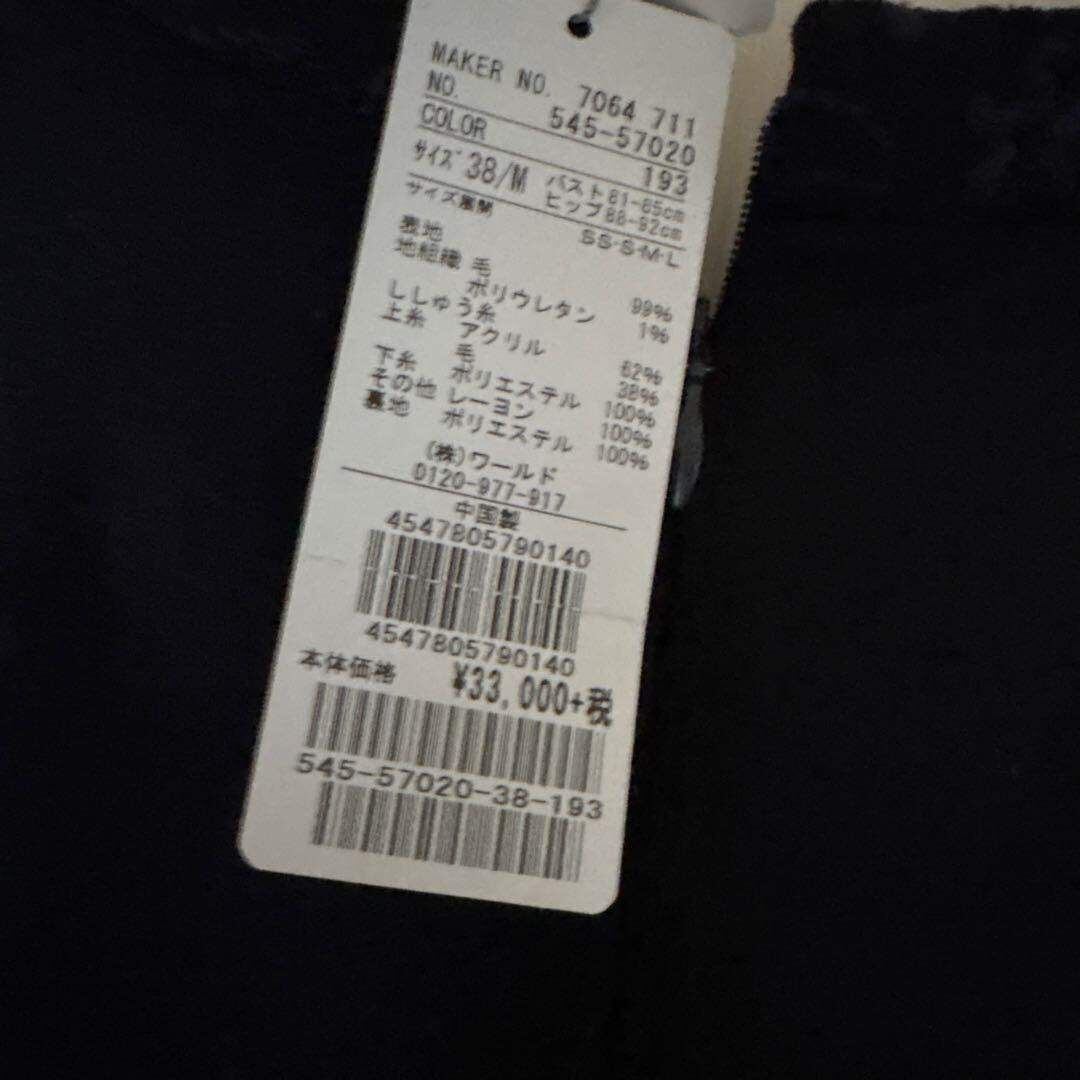 MAKER NO. 7064 711
NO. 545-57020
COLOR 193
サイズ 38/M バスト81-85cm
ヒップ88-92cm
サイズ展開 SS・S・M・L
表地
地組織 毛 99%
ポリウレタン 1%
ししゅう糸
上糸 アクリル 62%
毛 38%
下糸 ポリエステル 100%
その他 レーヨン 100%
裏地 ポリエステル 100%
(株)ワールド
0120-977-917
中国製
4547805790140
4547805790140
本体価格 ¥33,000+税
545-57020-38-193